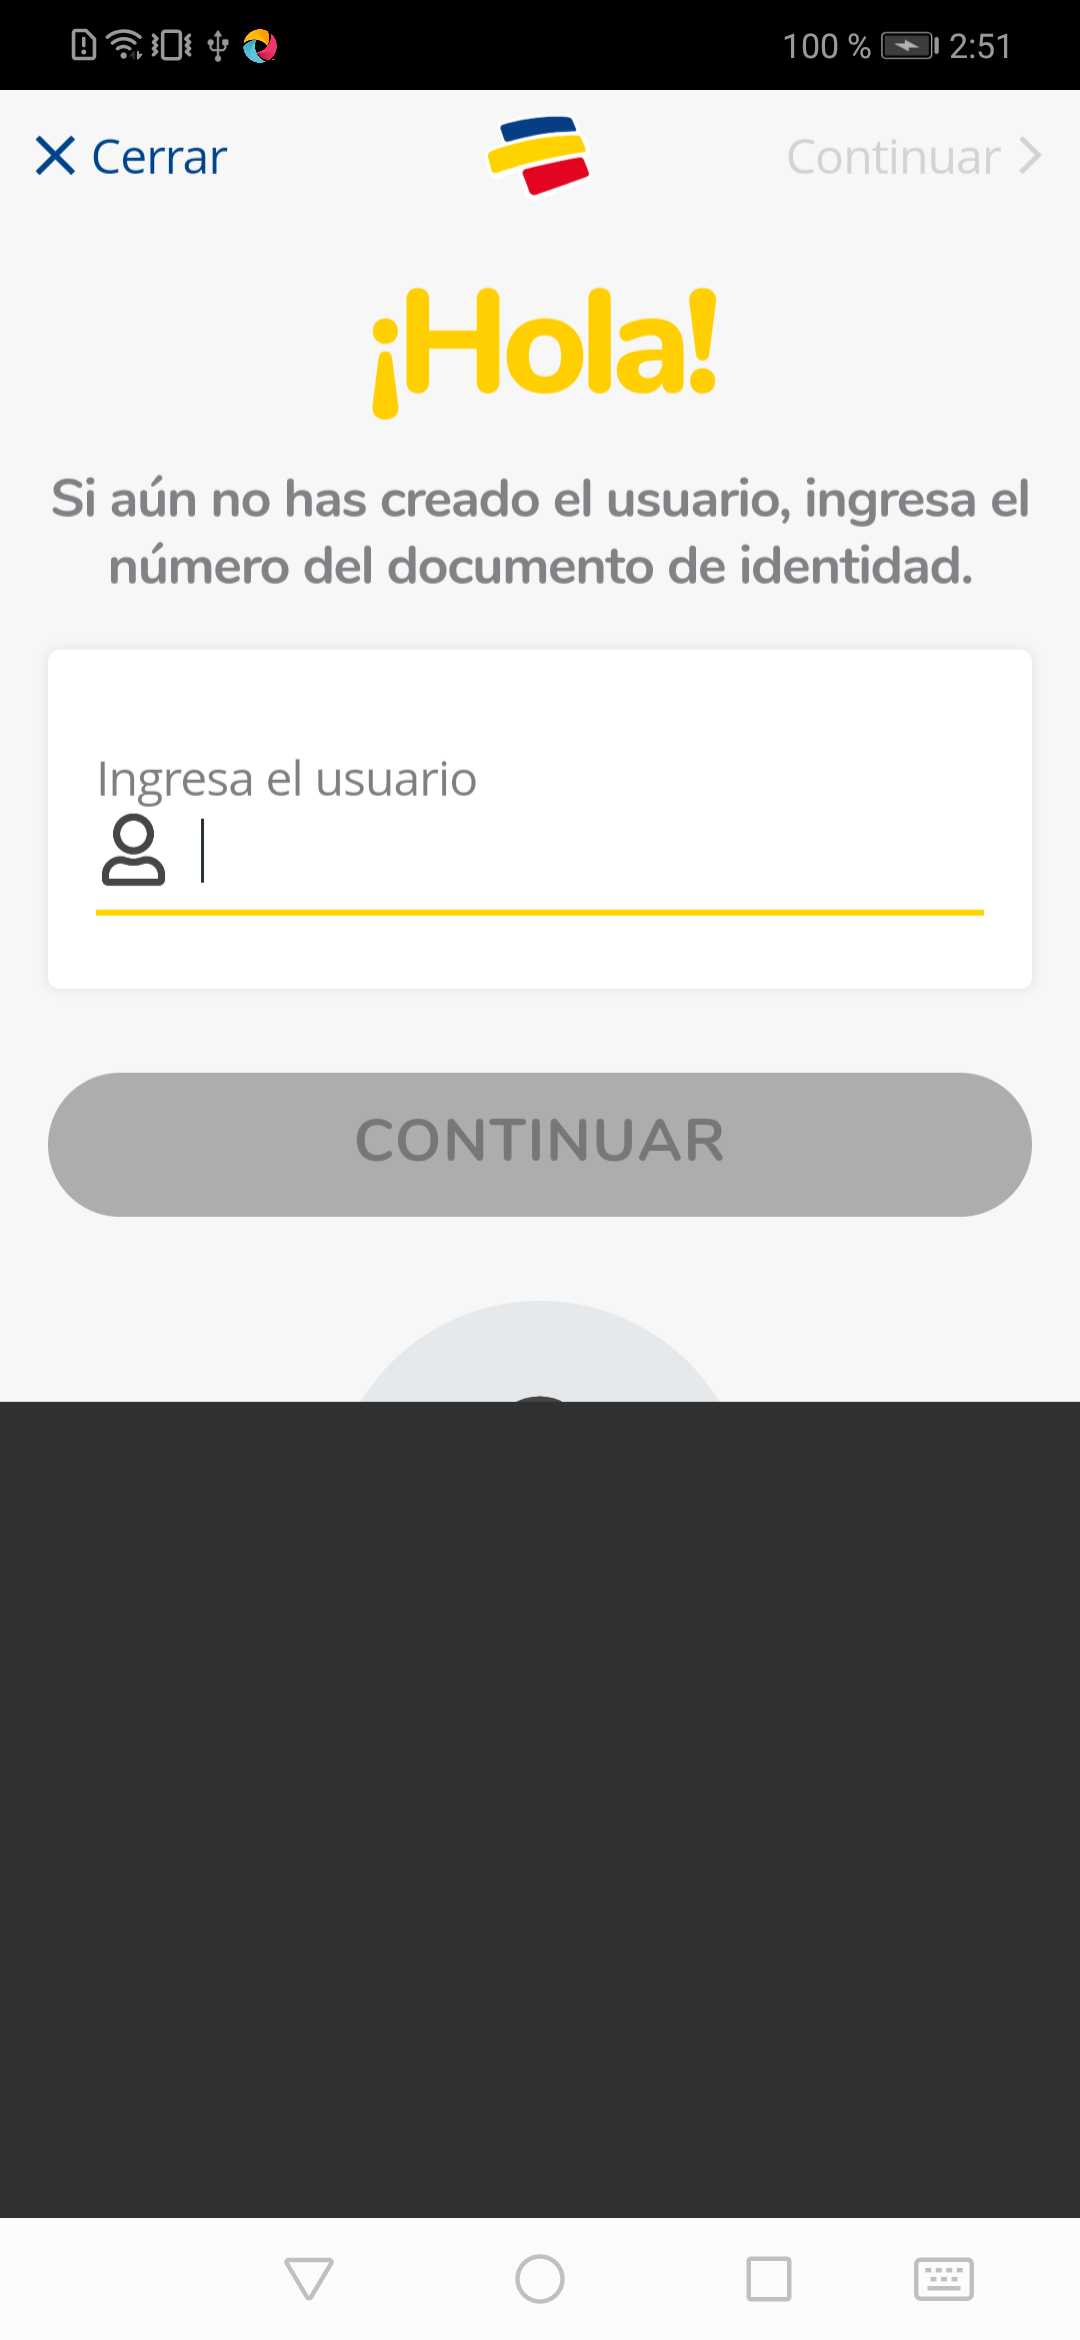 100 % 2:51
Cerrar
Continuar
¡Hola!
Si aún no has creado el usuario, ingresa el
número del documento de identidad.
Ingresa el usuario
CONTINUAR